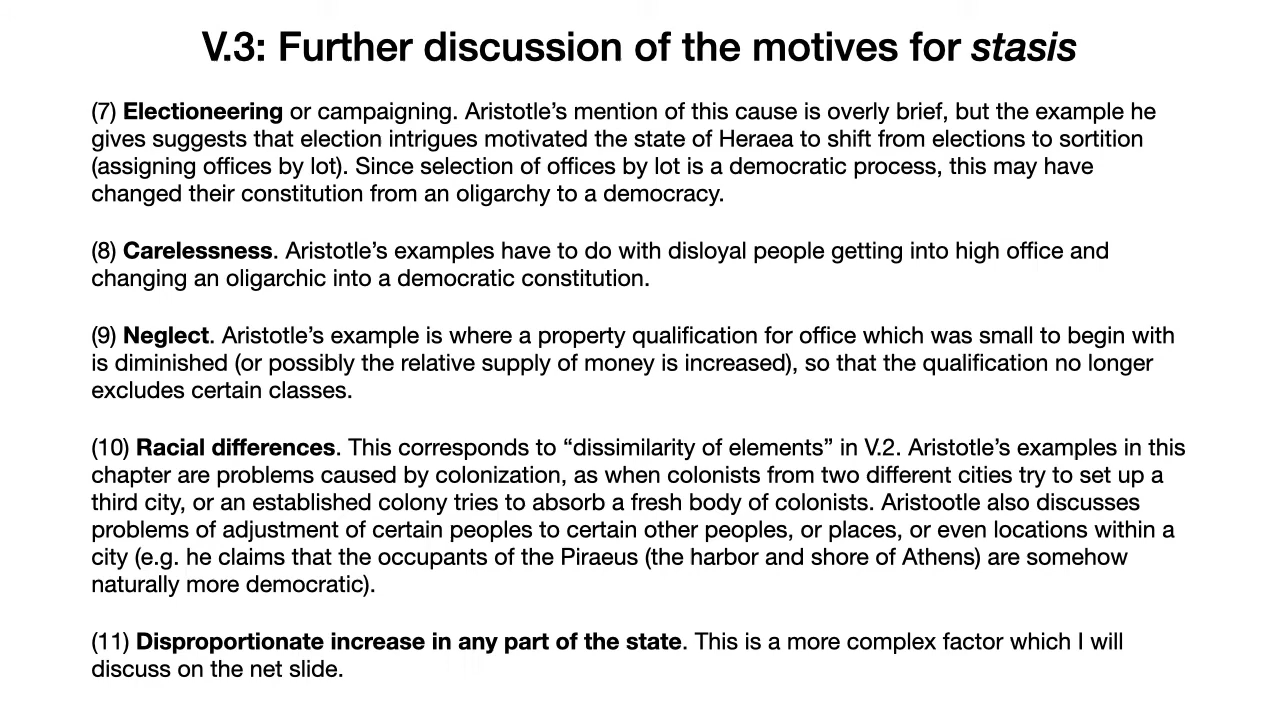 V.3: Further discussion of the motives for stasis
(7) Electioneering or campaigning. Aristotle’s mention of this cause is overly brief, but the example he
gives suggests that election intrigues motivated the state of Heraea to shift from elections to sortition
(assigning offices by lot). Since selection of offices by lot is a democratic process, this may have
changed their constitution from an oligarchy to a democracy.
(8) Carelessness. Aristotle’s examples have to do with disloyal people getting into high office and
changing an oligarchic into a democratic constitution.
(9) Neglect. Aristotle’s example is where a property qualification for office which was small to begin with
is diminished (or possibly the relative supply of money is increased), so that the qualification no longer
excludes certain classes.
(10) Racial differences. This corresponds to “dissimilarity of elements” in V.2. Aristotle’s examples in this
chapter are problems caused by colonization, as when colonists from two different cities try to set up a
third city, or an established colony tries to absorb a fresh body of colonists. Aristootle also discusses
problems of adjustment of certain peoples to certain other peoples, or places, or even locations within a
city (e.g. he claims that the occupants of the Piraeus (the harbor and shore of Athens) are somehow
naturally more democratic).
(11) Disproportionate increase in any part of the state. This is a more complex factor which I will
discuss on the net slide.